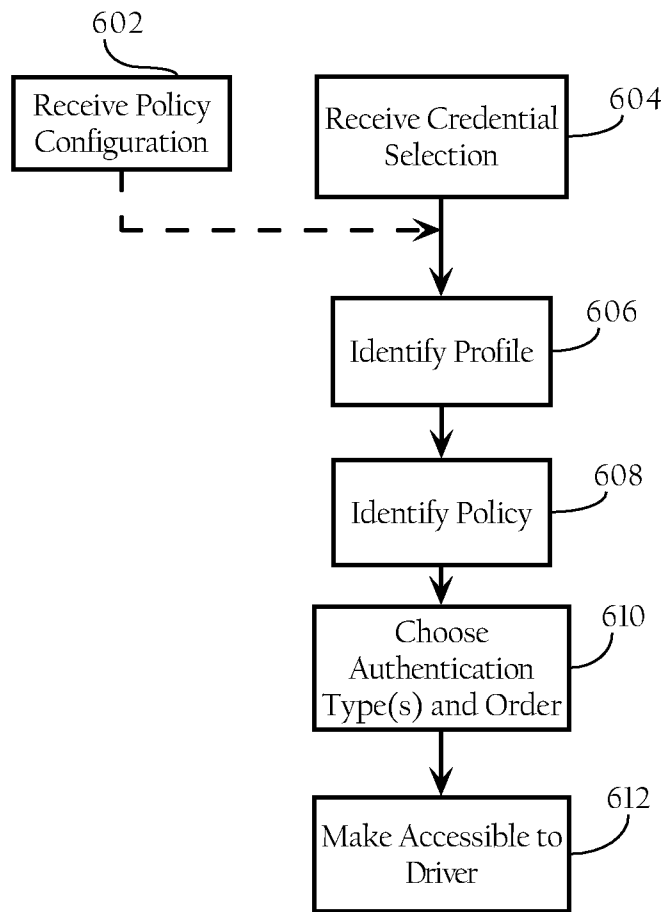 602
Receive Policy
Configuration
604
Receive Credential
Selection
606
Identify Profile
608
Identify Policy
610
Choose
Authentication
Type(s) and Order
612
Make Accessible to
Driver